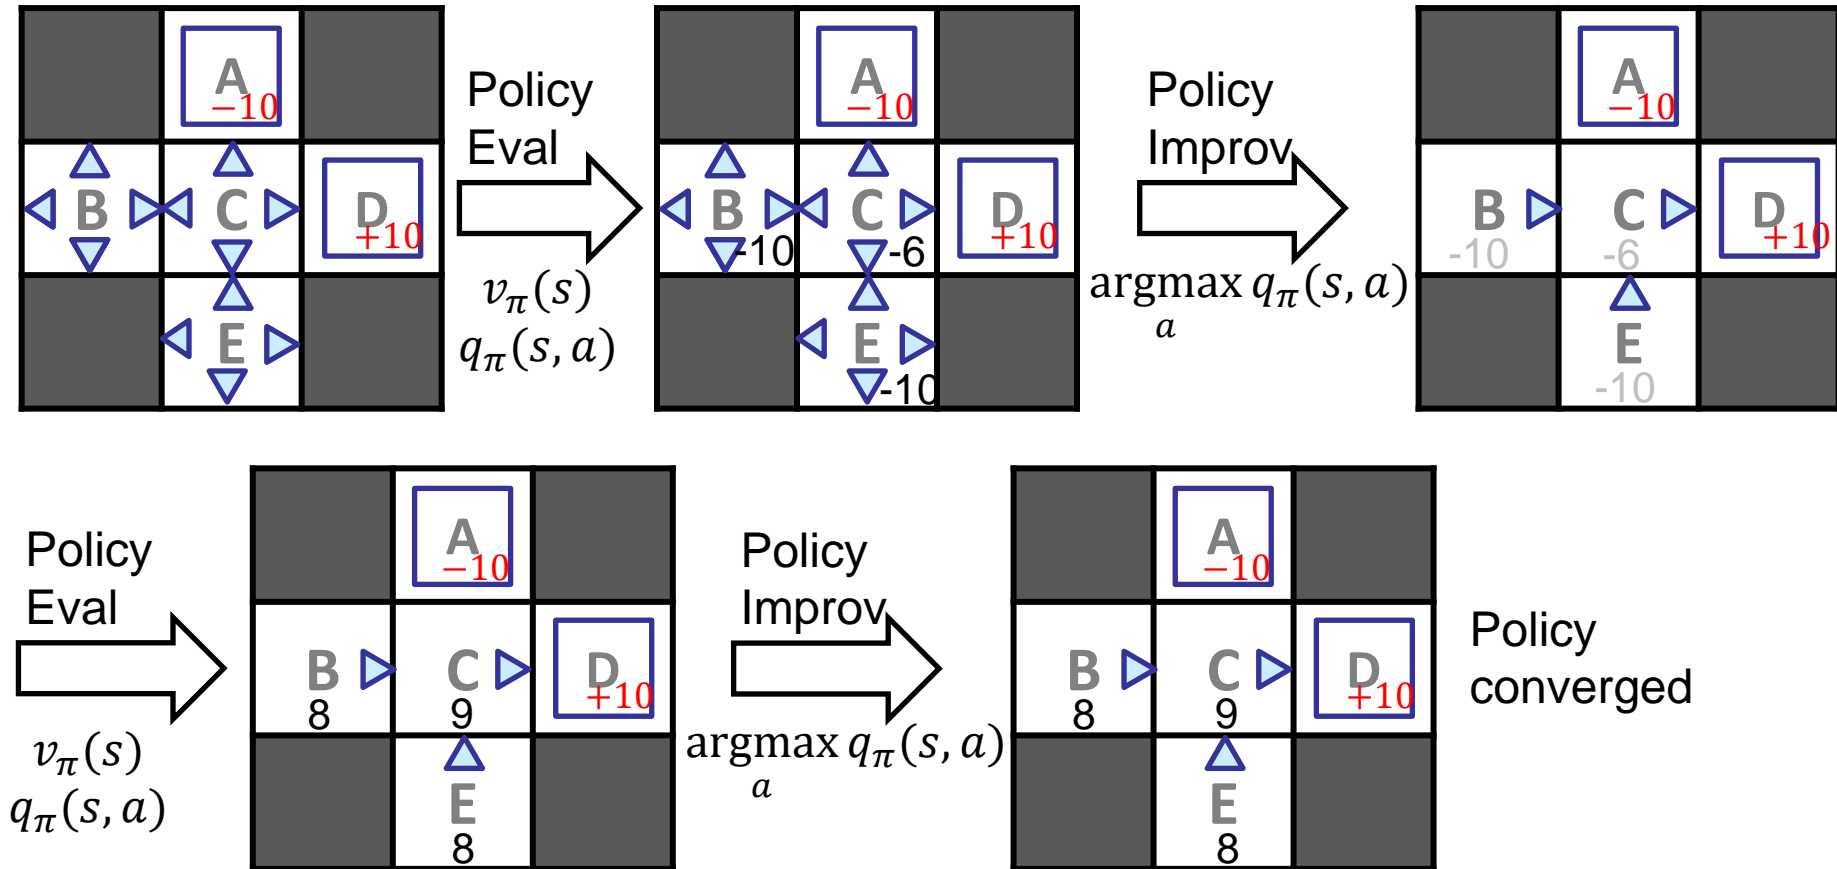 A
−10
B
C
D
+10
E
Policy
Eval
v_π(s)
q_π(s, a)
A
−10
B
-10
C
-6
D
+10
E
-10
Policy
Improv
argmax q_π(s, a)
a
A
−10
B
C
D
+10
-10
-6
E
-10
Policy
Eval
v_π(s)
q_π(s, a)
A
−10
B
C
D
+10
8
9
E
8
Policy
Improv
argmax q_π(s, a)
a
A
−10
B
C
D
+10
8
9
E
8
Policy
converged